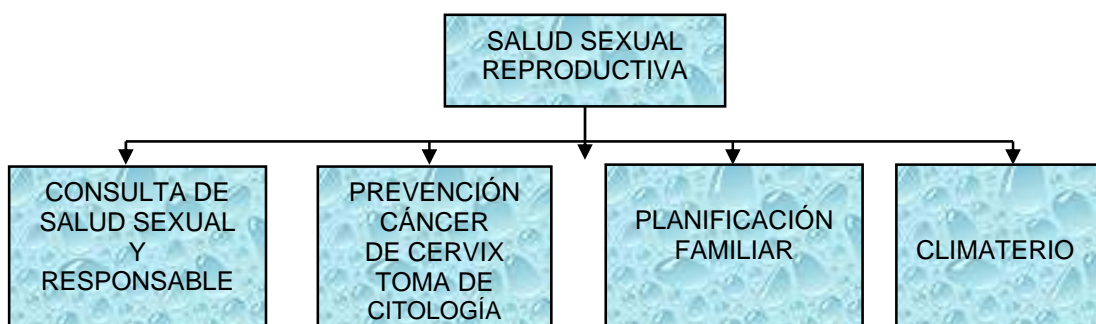 SALUD SEXUAL
REPRODUCTIVA
CONSULTA DE
SALUD SEXUAL
Y
RESPONSABLE
PREVENCIÓN
CÁNCER
DE CERVIX
TOMA DE
CITOLOGÍA
PLANIFICACIÓN
FAMILIAR
CLIMATERIO